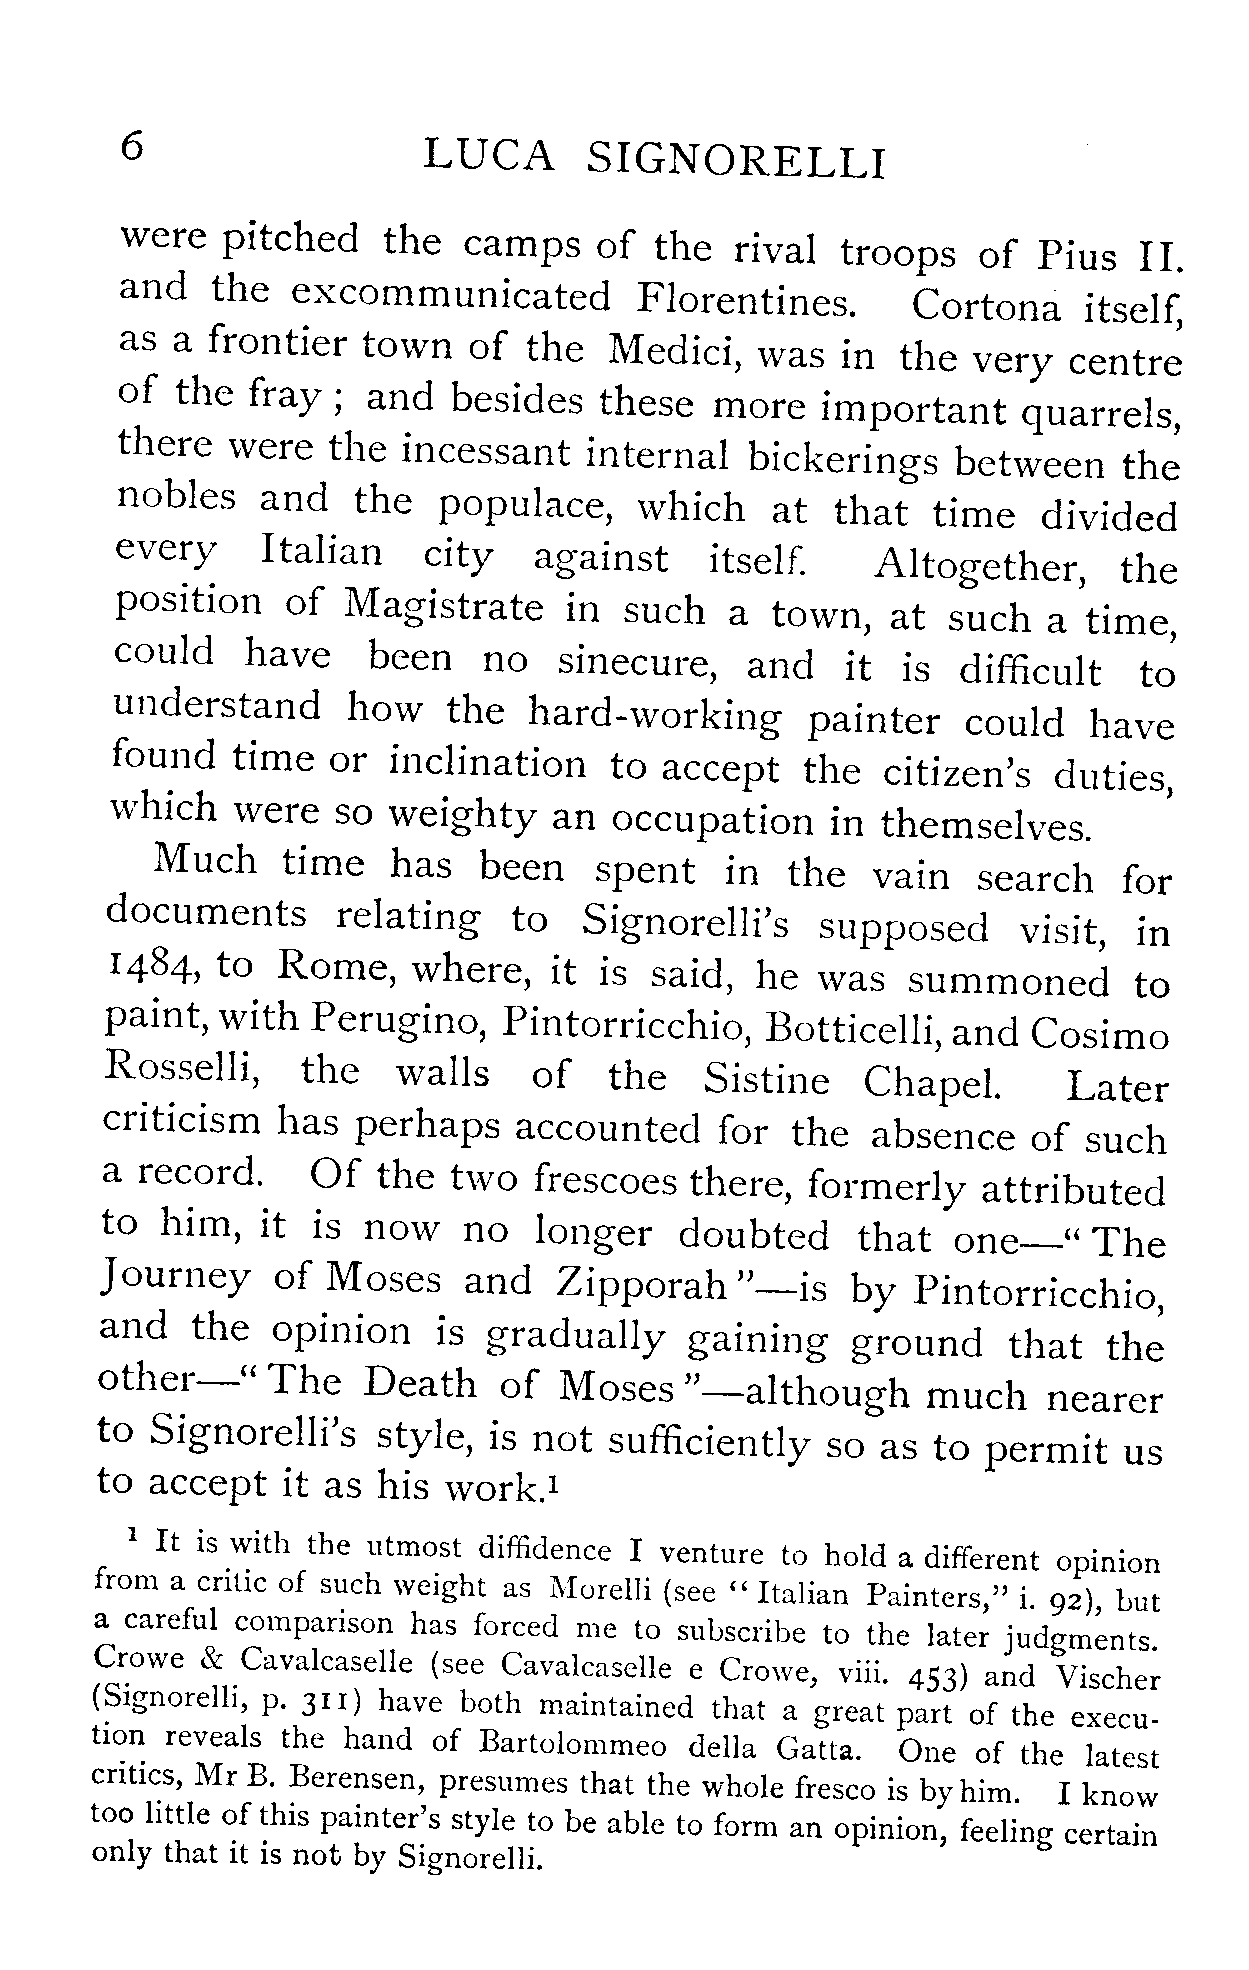 6 LUCA SIGNORELLI
were pitched the camps of the rival troops of Pius II.
and the excommunicated Florentines. Cortona itself,
as a frontier town of the Medici, was in the very centre
of the fray ; and besides these more important quarrels,
there were the incessant internal bickerings between the
nobles and the populace, which at that time divided
every Italian city against itself. Altogether, the
position of Magistrate in such a town, at such a time,
could have been no sinecure, and it is difficult to
understand how the hard-working painter could have
found time or inclination to accept the citizen's duties,
which were so weighty an occupation in themselves.
Much time has been spent in the vain search for
documents relating to Signorelli's supposed visit, in
1484, to Rome, where, it is said, he was summoned to
paint, with Perugino, Pintorricchio, Botticelli, and Cosimo
Rosselli, the walls of the Sistine Chapel. Later
criticism has perhaps accounted for the absence of such
a record. Of the two frescoes there, formerly attributed
to him, it is now no longer doubted that one—“ The
Journey of Moses and Zipporah ”—is by Pintorricchio,
and the opinion is gradually gaining ground that the
other—“ The Death of Moses ”—although much nearer
to Signorelli's style, is not sufficiently so as to permit us
to accept it as his work.¹
¹ It is with the utmost diffidence I venture to hold a different opinion
from a critic of such weight as Morelli (see “ Italian Painters,” i. 92), but
a careful comparison has forced me to subscribe to the later judgments.
Crowe & Cavalcaselle (see Cavalcaselle e Crowe, viii. 453) and Vischer
(Signorelli, p. 311) have both maintained that a great part of the execu-
tion reveals the hand of Bartolommeo della Gatta. One of the latest
critics, Mr B. Berensen, presumes that the whole fresco is by him. I know
too little of this painter's style to be able to form an opinion, feeling certain
only that it is not by Signorelli.